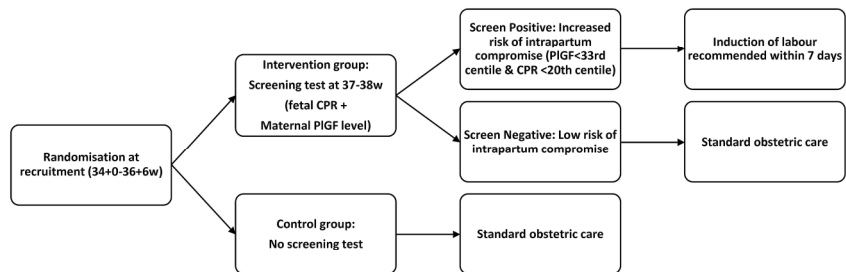 Screen Positive: Increased
risk of intrapartum
compromise (PlGF<33rd
centile & CPR <20th centile)
Induction of labour
recommended within 7 days
Intervention group:
Screening test at 37-38w
(fetal CPR +
Maternal PlGF level)
Screen Negative: Low risk of
intrapartum compromise
Standard obstetric care
Randomisation at
recruitment (34+0-36+6w)
Control group:
No screening test
Standard obstetric care